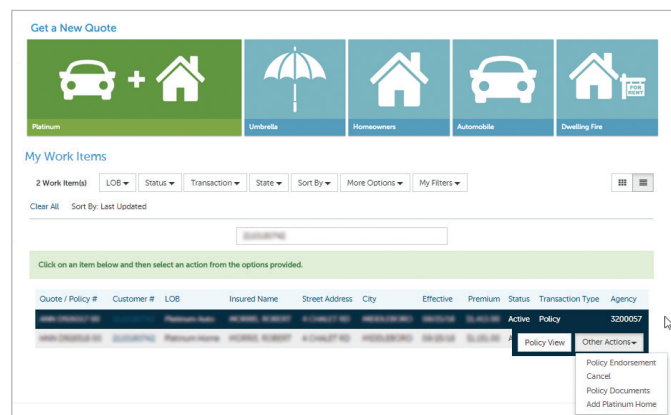 Get a New Quote
FOR RENT
Platinum
Umbrella
Homeowners
Automobile
Dwelling Fire
My Work Items
2 Work Item(s) LOB Status Transaction State Sort By More Options My Filters
Clear All Sort By: Last Updated
Click on an item below and then select an action from the options provided.
Quote / Policy # Customer # LOB Insured Name Street Address City Effective Premium Status Transaction Type Agency
Active Policy 3200057
Policy View Other Actions
Policy Endorsement
Cancel
Policy Documents
Add Platinum Home